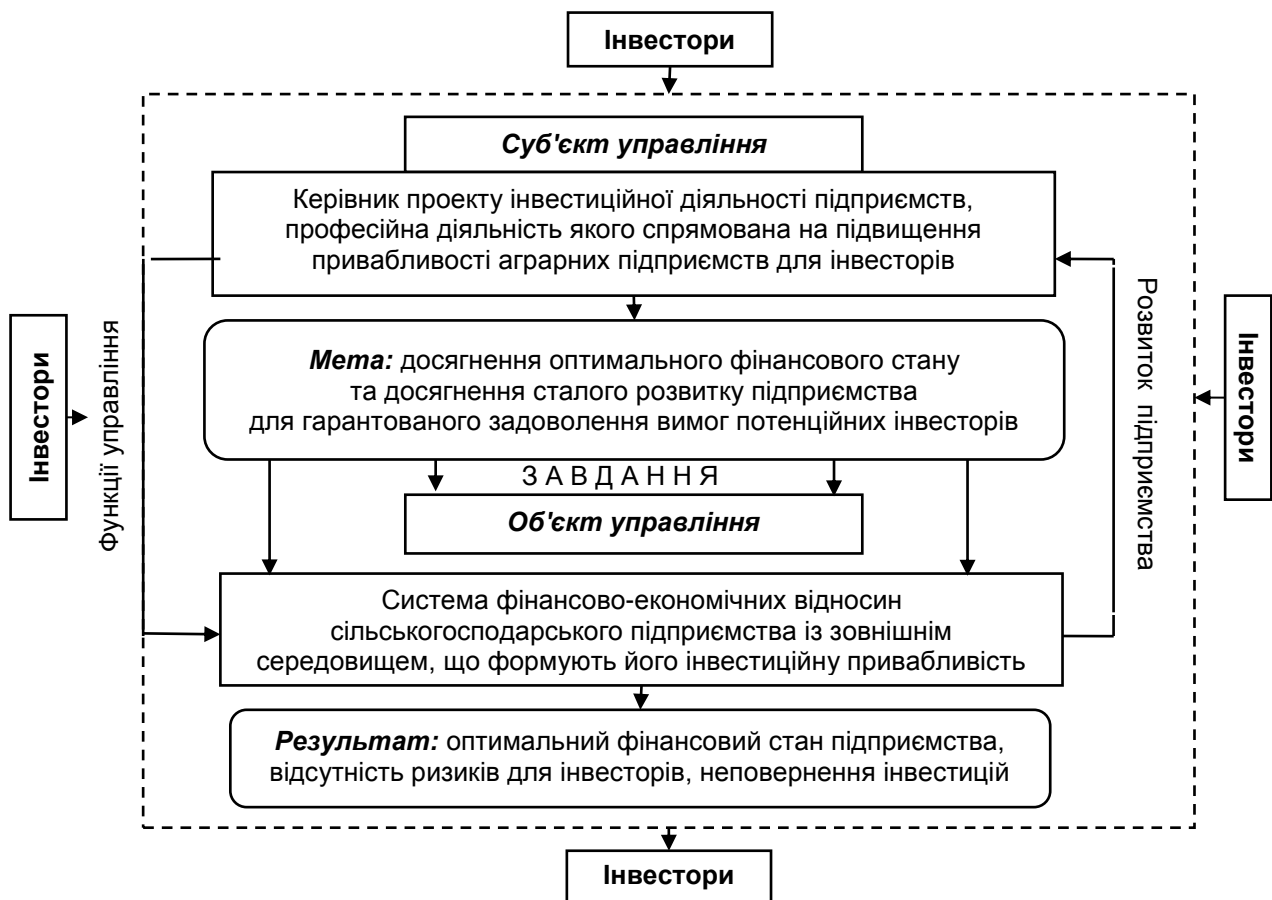 Інвестори
Суб'єкт управління
Керівник проекту інвестиційної діяльності підприємств,
професійна діяльність якого спрямована на підвищення
привабливості аграрних підприємств для інвесторів
Інвестори
Функції управління
Мета: досягнення оптимального фінансового стану
та досягнення сталого розвитку підприємства
для гарантованого задоволення вимог потенційних інвесторів
Розвиток підприємства
Інвестори
З А В Д А Н Н Я
Об'єкт управління
Система фінансово-економічних відносин
сільськогосподарського підприємства із зовнішнім
середовищем, що формують його інвестиційну привабливість
Результат: оптимальний фінансовий стан підприємства,
відсутність ризиків для інвесторів, неповернення інвестицій
Інвестори